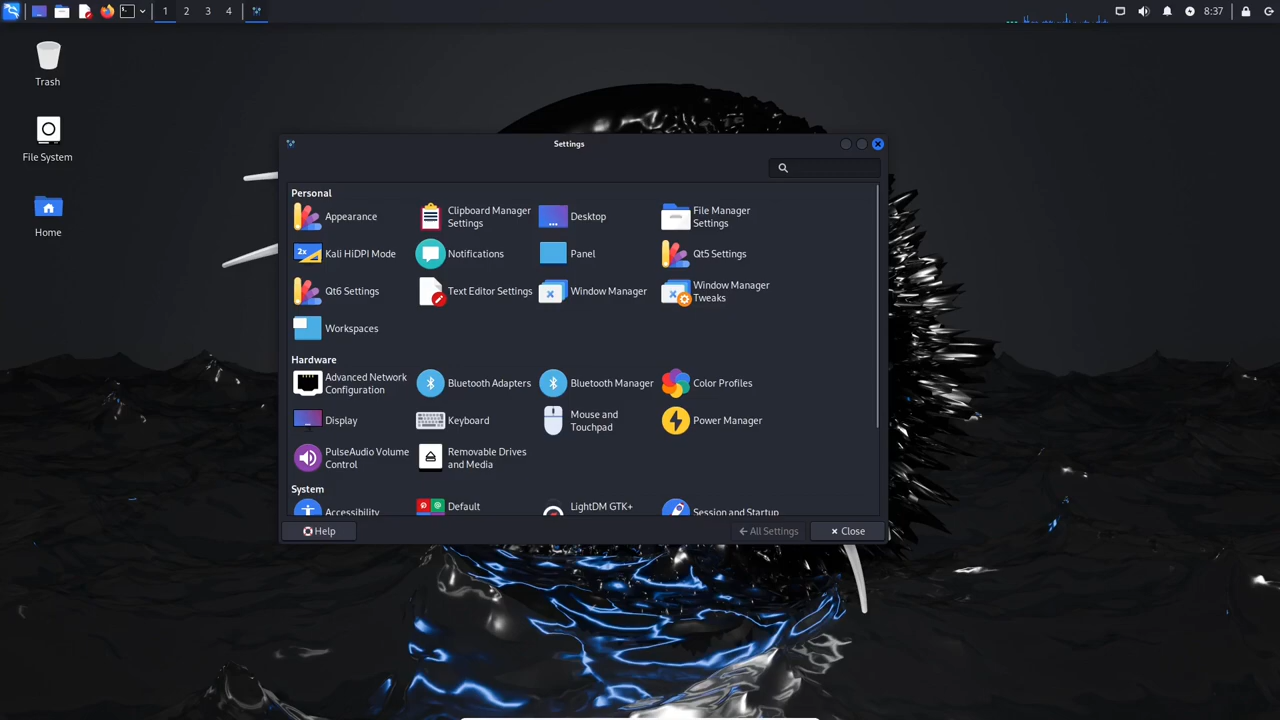 1 2 3 4 8:37
Trash
File System
Home
Settings
Personal
Appearance
Clipboard Manager
Settings
Desktop
File Manager
Settings
2x
Kali HiDPI Mode
Notifications
Panel
Qt5 Settings
Qt6 Settings
Text Editor Settings
Window Manager
Window Manager
Tweaks
Workspaces
Hardware
Advanced Network
Configuration
Bluetooth Adapters
Bluetooth Manager
Color Profiles
Display
Keyboard
Mouse and
Touchpad
Power Manager
PulseAudio Volume
Control
Removable Drives
and Media
System
Accessibility
Default
LightDM GTK+
Session and Startup
Help
All Settings
Close